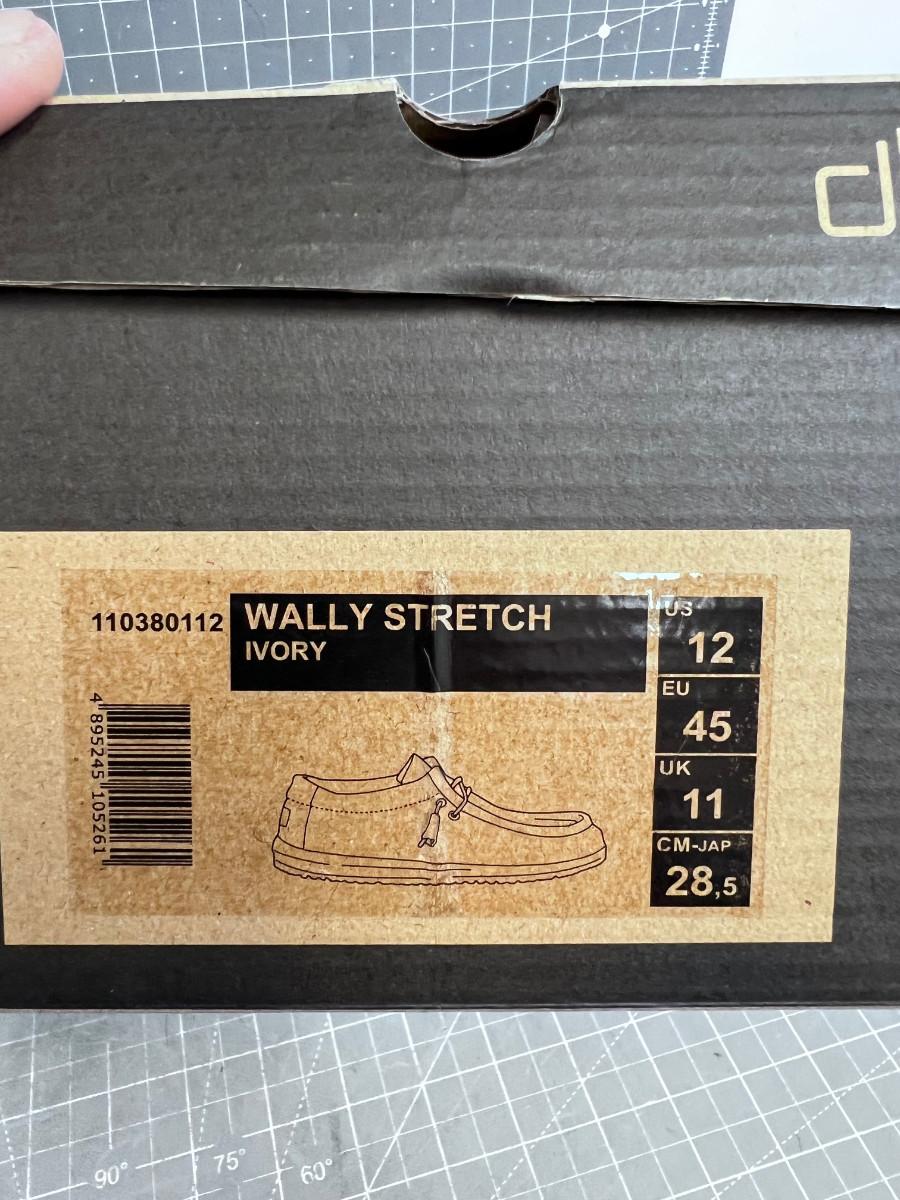 110380112
WALLY STRETCH
IVORY
US
12
EU
45
UK
11
CM-JAP
28,5
4 895245 105261
90°
75°
60°